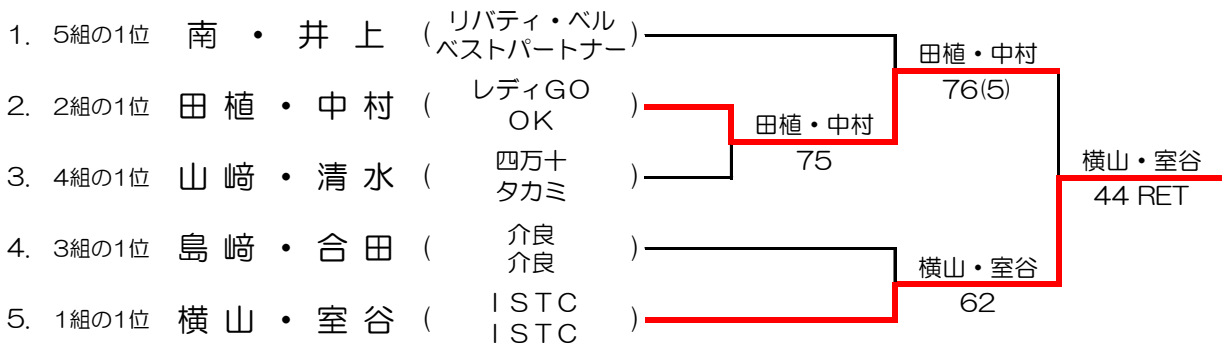 1. 5組の1位 南 ・ 井 上 ( リバティ・ベル
ベストパートナー )
2. 2組の1位 田 植 ・ 中 村 ( レディGO
OK )
3. 4組の1位 山 﨑 ・ 清 水 ( 四万十
タカミ )
4. 3組の1位 島 﨑 ・ 合 田 ( 介良
介良 )
5. 1組の1位 横 山 ・ 室 谷 ( ISTC
ISTC )
田植・中村
75
田植・中村
76(5)
横山・室谷
62
横山・室谷
44 RET